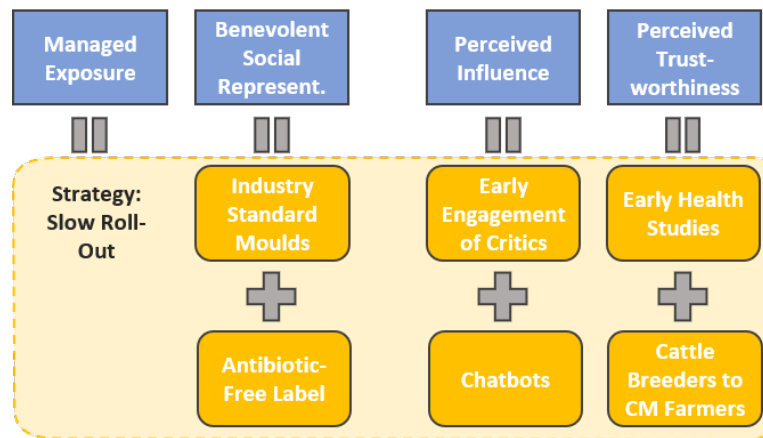 Managed
Exposure
Benevolent
Social
Represent.
Perceived
Influence
Perceived
Trust-
worthiness
Strategy:
Slow Roll-
Out
Industry
Standard
Moulds
Early
Engagement
of Critics
Early Health
Studies
Antibiotic-
Free Label
Chatbots
Cattle
Breeders to
CM Farmers